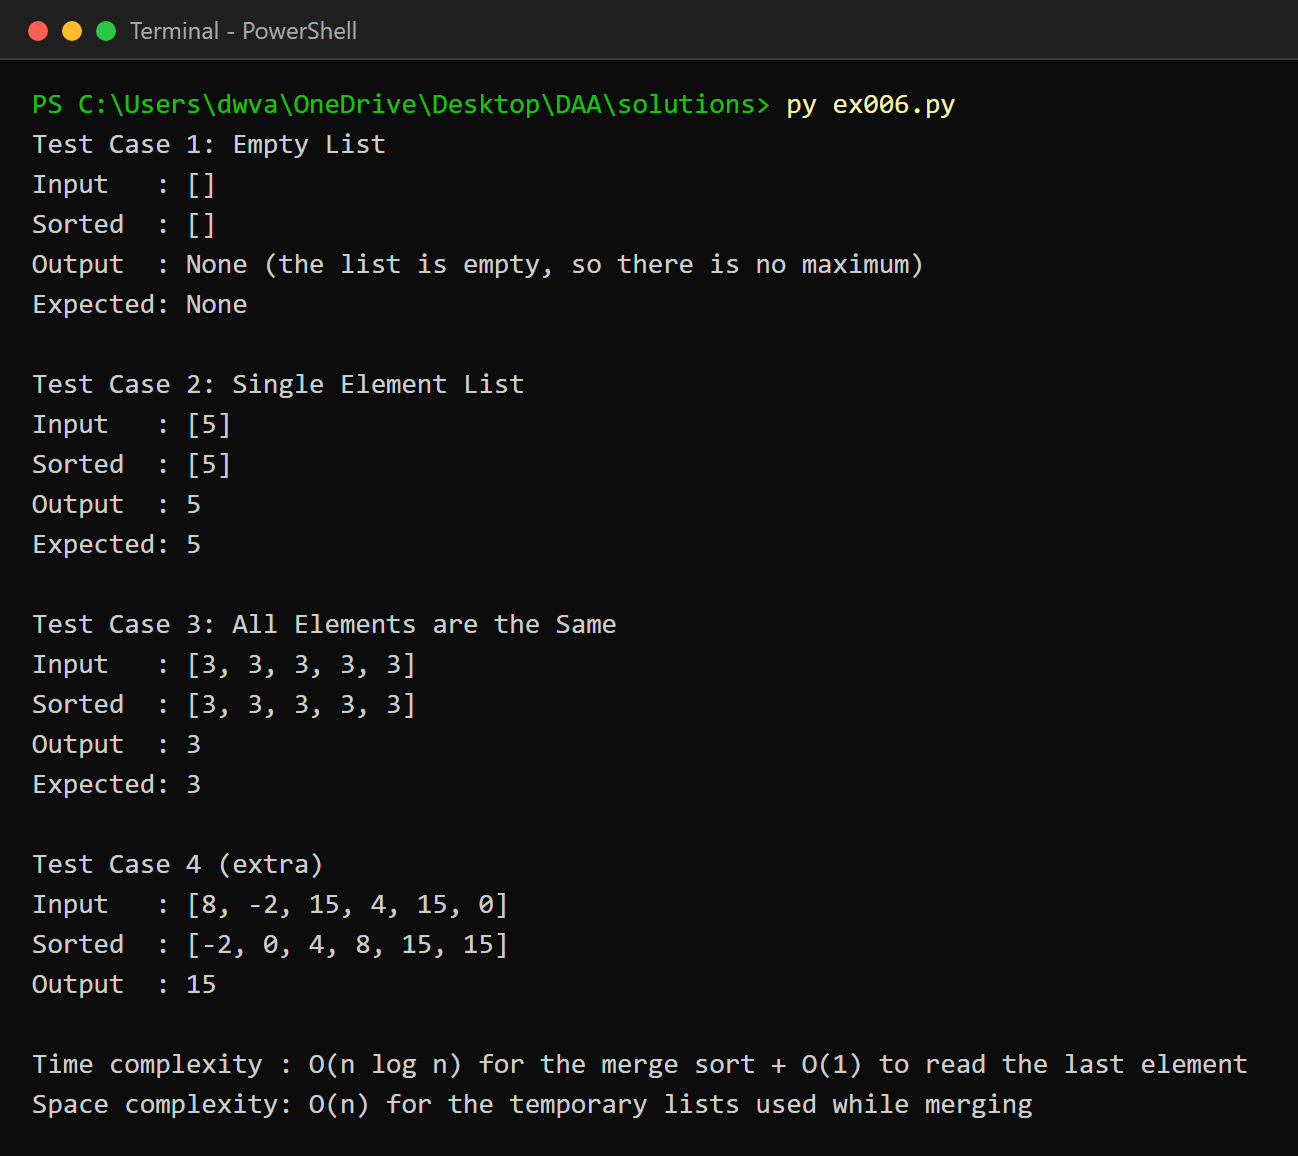 Terminal - PowerShell
PS C:\Users\dwva\OneDrive\Desktop\DAA\solutions> py ex006.py
Test Case 1: Empty List
Input   : []
Sorted  : []
Output  : None (the list is empty, so there is no maximum)
Expected: None
Test Case 2: Single Element List
Input   : [5]
Sorted  : [5]
Output  : 5
Expected: 5
Test Case 3: All Elements are the Same
Input   : [3, 3, 3, 3, 3]
Sorted  : [3, 3, 3, 3, 3]
Output  : 3
Expected: 3
Test Case 4 (extra)
Input   : [8, -2, 15, 4, 15, 0]
Sorted  : [-2, 0, 4, 8, 15, 15]
Output  : 15
Time complexity : O(n log n) for the merge sort + O(1) to read the last element
Space complexity: O(n) for the temporary lists used while merging